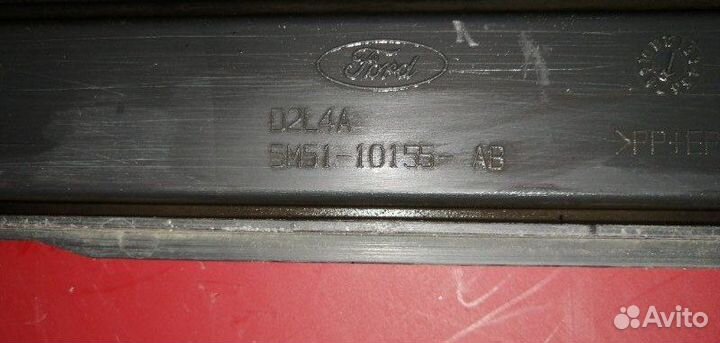 Ford
D2L4A
5M51-10155- AB
>PP+EP
Avito